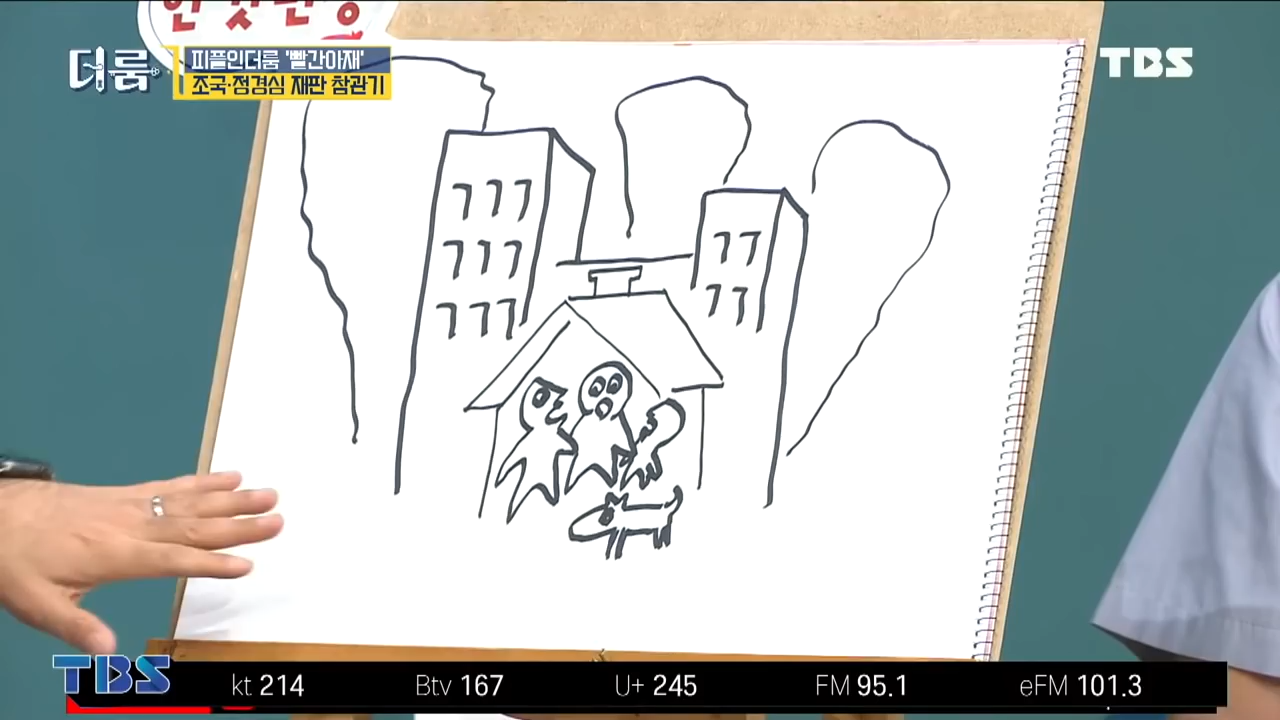 더룸
피플인더룸 '빨간아재'
조국·정경심 재판 참관기
TBS
TBS
kt 214
Btv 167
U+ 245
FM 95.1
eFM 101.3